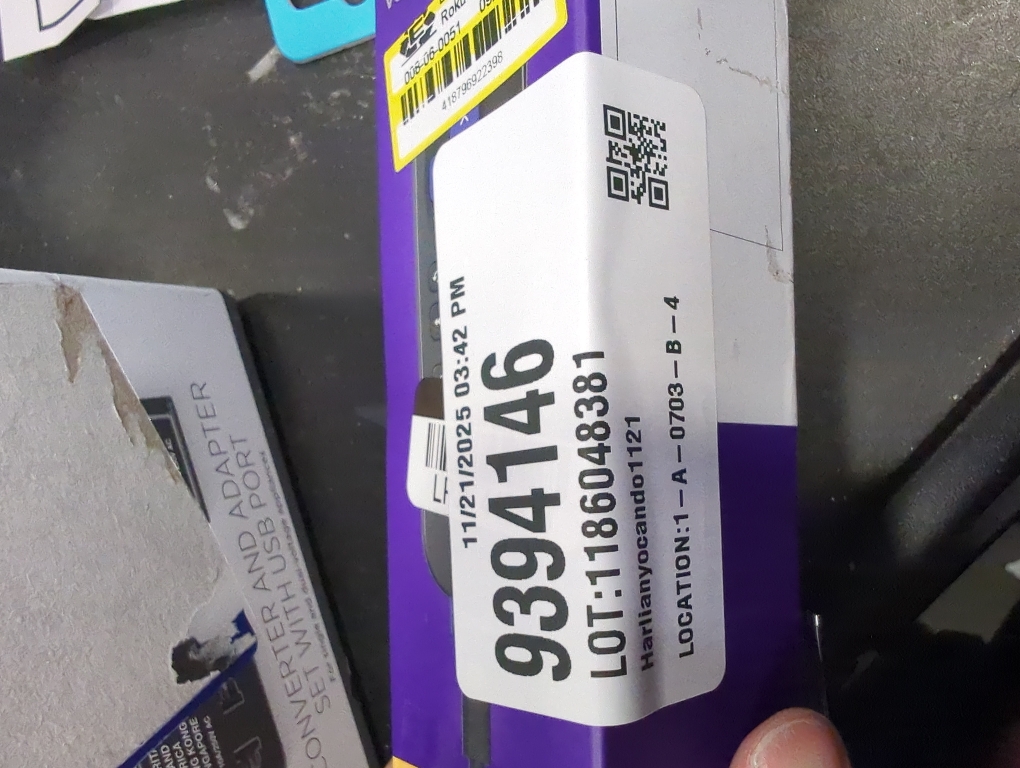 Roku
008-06-0051
418796922398
11/21/2025 03:42 PM
9394146
LOT:1186048381
Harlianyocando1121
LOCATION:1-A-0703-B-4
CONVERTER AND ADAPTER
SET WITH USB PORT